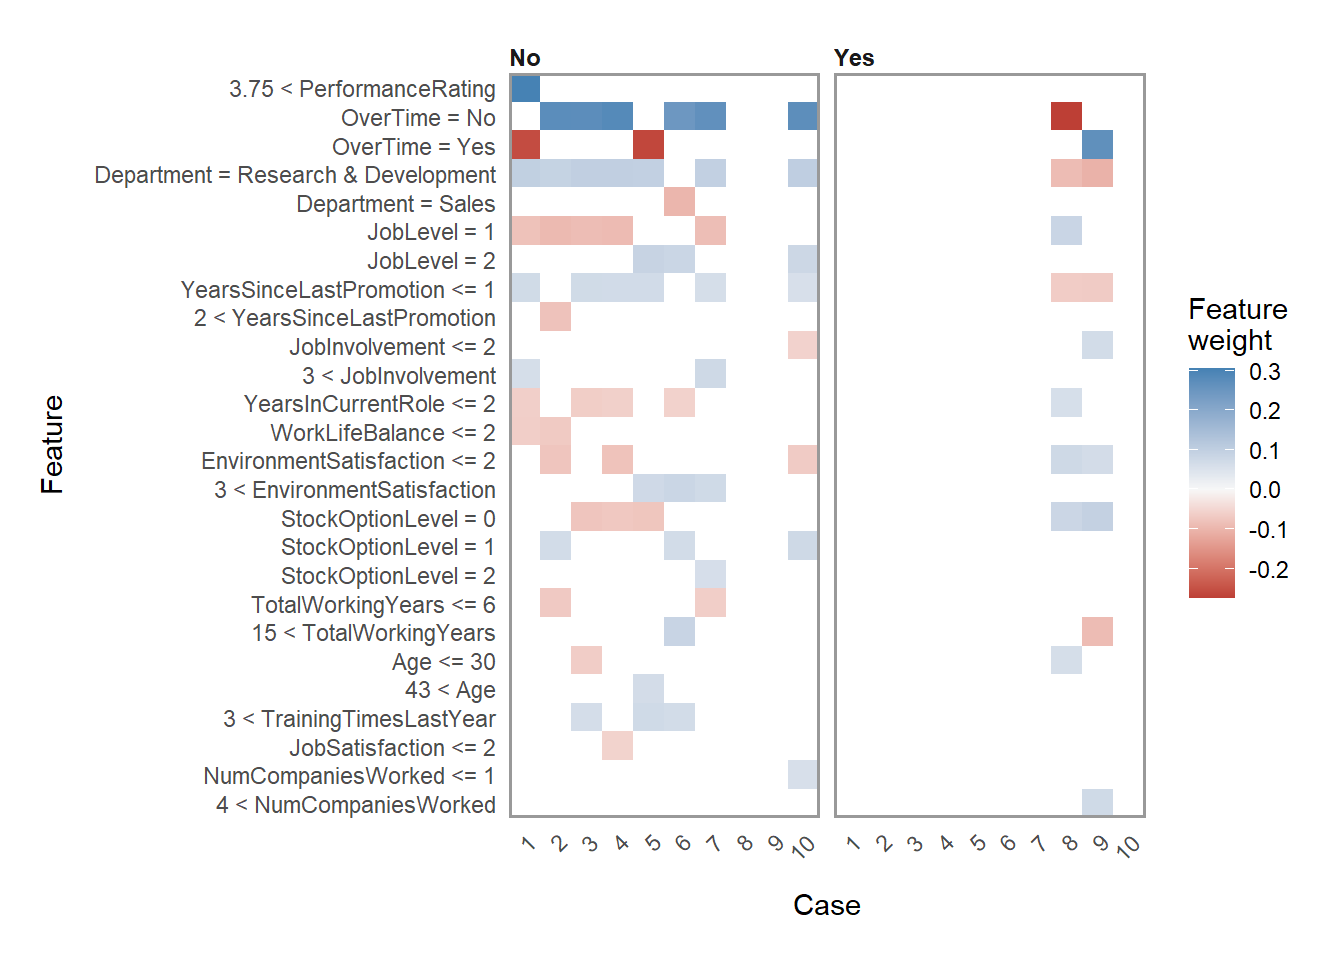 No Yes
3.75 < PerformanceRating
OverTime = No
OverTime = Yes
Department = Research & Development
Department = Sales
JobLevel = 1
JobLevel = 2
YearsSinceLastPromotion <= 1
2 < YearsSinceLastPromotion
JobInvolvement <= 2
3 < JobInvolvement
YearsInCurrentRole <= 2
WorkLifeBalance <= 2
EnvironmentSatisfaction <= 2
3 < EnvironmentSatisfaction
StockOptionLevel = 0
StockOptionLevel = 1
StockOptionLevel = 2
TotalWorkingYears <= 6
15 < TotalWorkingYears
Age <= 30
43 < Age
3 < TrainingTimesLastYear
JobSatisfaction <= 2
NumCompaniesWorked <= 1
4 < NumCompaniesWorked
Feature
1 2 3 4 5 6 7 8 9 10 1 2 3 4 5 6 7 8 9 10
Case
Feature
weight
0.3
0.2
0.1
0.0
-0.1
-0.2